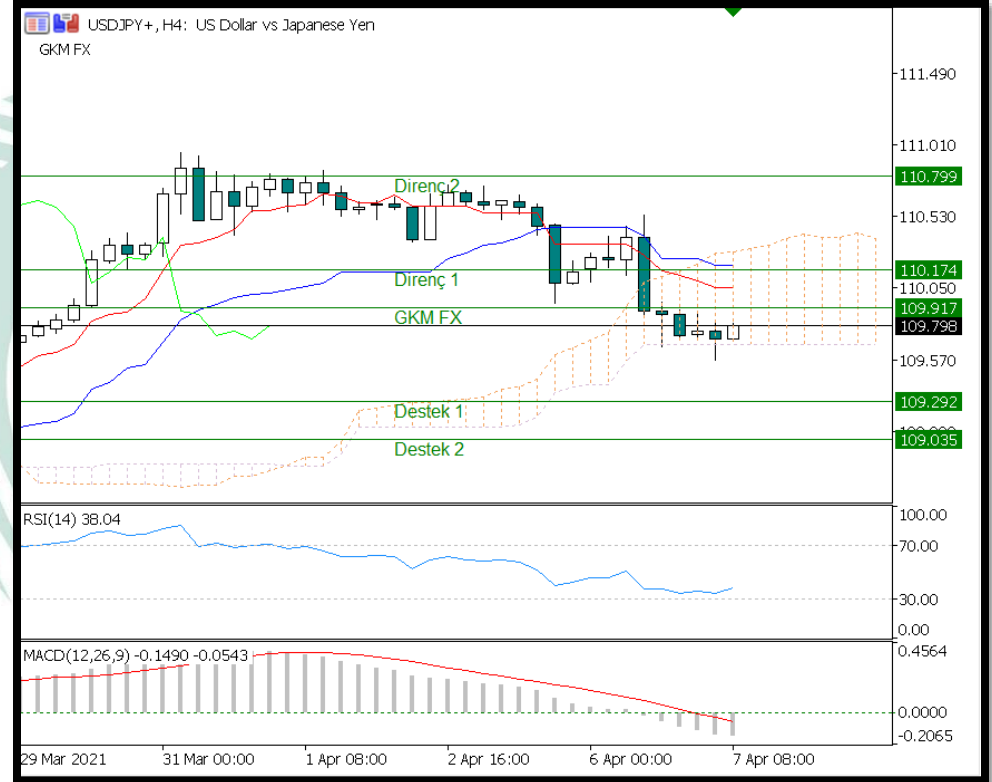 USDJPY+, H4: US Dollar vs Japanese Yen
GKM FX
111.490
111.010
110.799
Direnç 2
110.530
110.174
Direnç 1
110.050
109.917
GKM FX
109.798
109.570
109.292
Destek 1
109.035
Destek 2
RSI(14) 38.04
100.00
70.00
30.00
0.00
MACD(12,26,9) -0.1490 -0.0543
0.4564
0.0000
-0.2065
29 Mar 2021 31 Mar 00:00 1 Apr 08:00 2 Apr 16:00 6 Apr 00:00 7 Apr 08:00